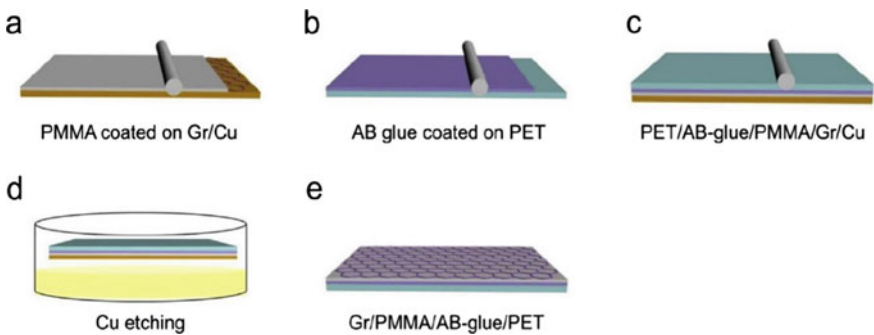 a
PMMA coated on Gr/Cu
b
AB glue coated on PET
c
PET/AB-glue/PMMA/Gr/Cu
d
Cu etching
e
Gr/PMMA/AB-glue/PET